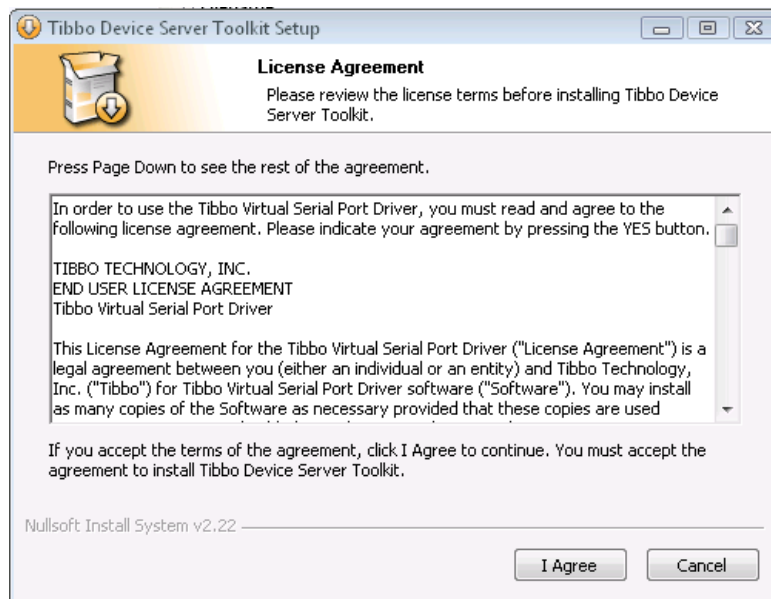 Tibbo Device Server Toolkit Setup
License Agreement
Please review the license terms before installing Tibbo Device
Server Toolkit.
Press Page Down to see the rest of the agreement.
In order to use the Tibbo Virtual Serial Port Driver, you must read and agree to the
following license agreement. Please indicate your agreement by pressing the YES button.
TIBBO TECHNOLOGY, INC.
END USER LICENSE AGREEMENT
Tibbo Virtual Serial Port Driver
This License Agreement for the Tibbo Virtual Serial Port Driver ("License Agreement") is a
legal agreement between you (either an individual or an entity) and Tibbo Technology,
Inc. ("Tibbo") for Tibbo Virtual Serial Port Driver software ("Software"). You may install
as many copies of the Software as necessary provided that these copies are used
If you accept the terms of the agreement, click I Agree to continue. You must accept the
agreement to install Tibbo Device Server Toolkit.
Nullsoft Install System v2.22
I Agree
Cancel